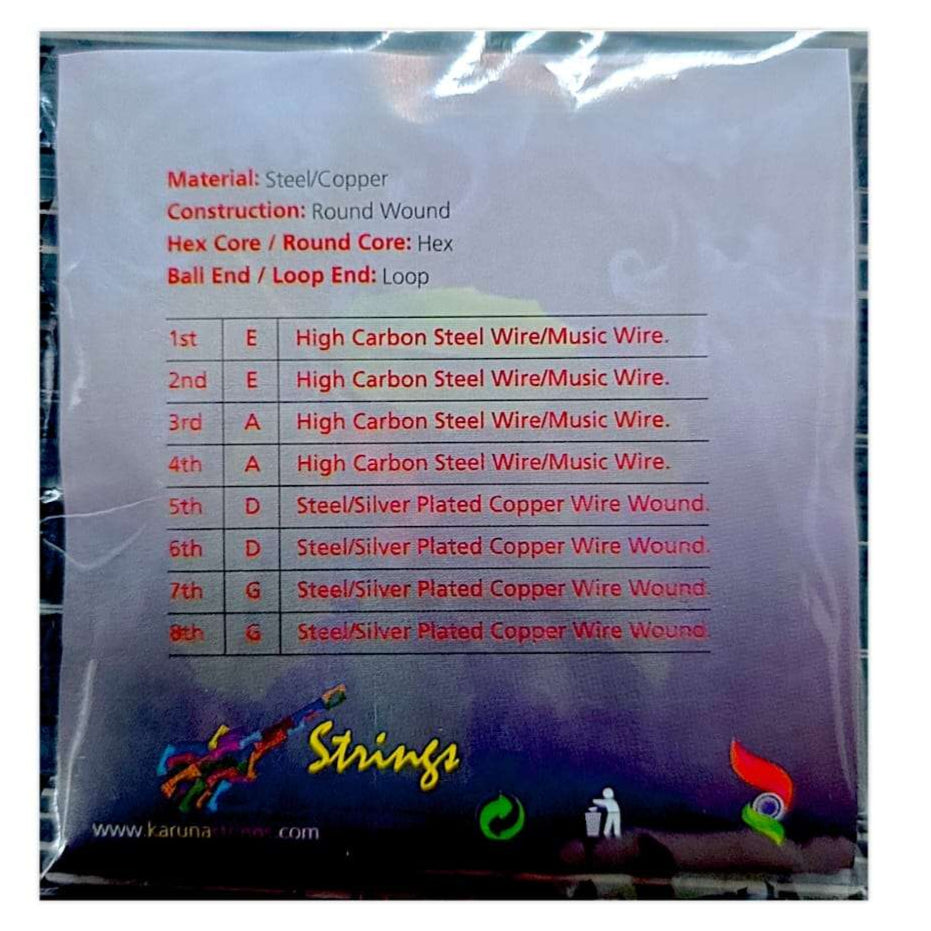 Material: Steel/Copper
Construction: Round Wound
Hex Core / Round Core: Hex
Ball End / Loop End: Loop
1st E High Carbon Steel Wire/Music Wire.
2nd E High Carbon Steel Wire/Music Wire.
3rd A High Carbon Steel Wire/Music Wire.
4th A High Carbon Steel Wire/Music Wire.
5th D Steel/Silver Plated Copper Wire Wound.
6th D Steel/Silver Plated Copper Wire Wound.
7th G Steel/Silver Plated Copper Wire Wound.
8th G Steel/Silver Plated Copper Wire Wound.
Strings
www.karunastrings.com